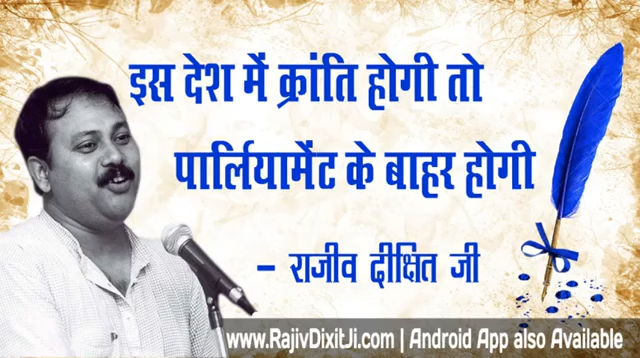 इस देश में क्रांति होगी तो
पार्लियामेंट के बाहर होगी
– राजीव दीक्षित जी
www.RajivDixitJi.com | Android App also Available